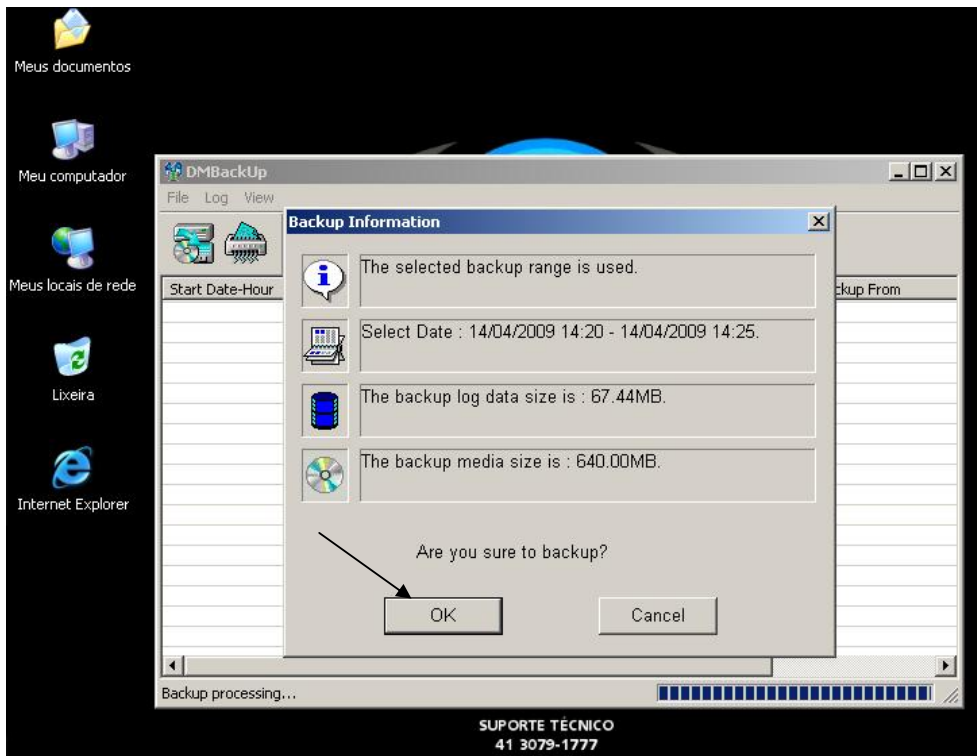 Meus documentos
Meu computador
Meus locais de rede
Lixeira
Internet Explorer
DMBackUp
File Log View
Start Date-Hour
ckup From
Backup Information
The selected backup range is used.
Select Date : 14/04/2009 14:20 - 14/04/2009 14:25.
The backup log data size is : 67.44MB.
The backup media size is : 640.00MB.
Are you sure to backup?
OK Cancel
Backup processing...
SUPORTE TÉCNICO
41 3079-1777